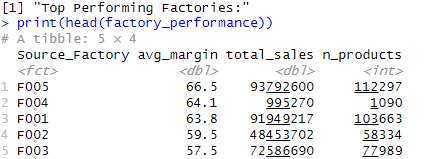 [1] "Top Performing Factories:"
> print(head(factory_performance))
# A tibble: 5 × 4
Source_Factory avg_margin total_sales n_products
<fct> <dbl> <dbl> <int>
1 F005 66.5 93792600 112297
2 F004 64.1 995270 1090
3 F001 63.8 91949217 103663
4 F002 59.5 48453702 58334
5 F003 57.5 72586690 77989